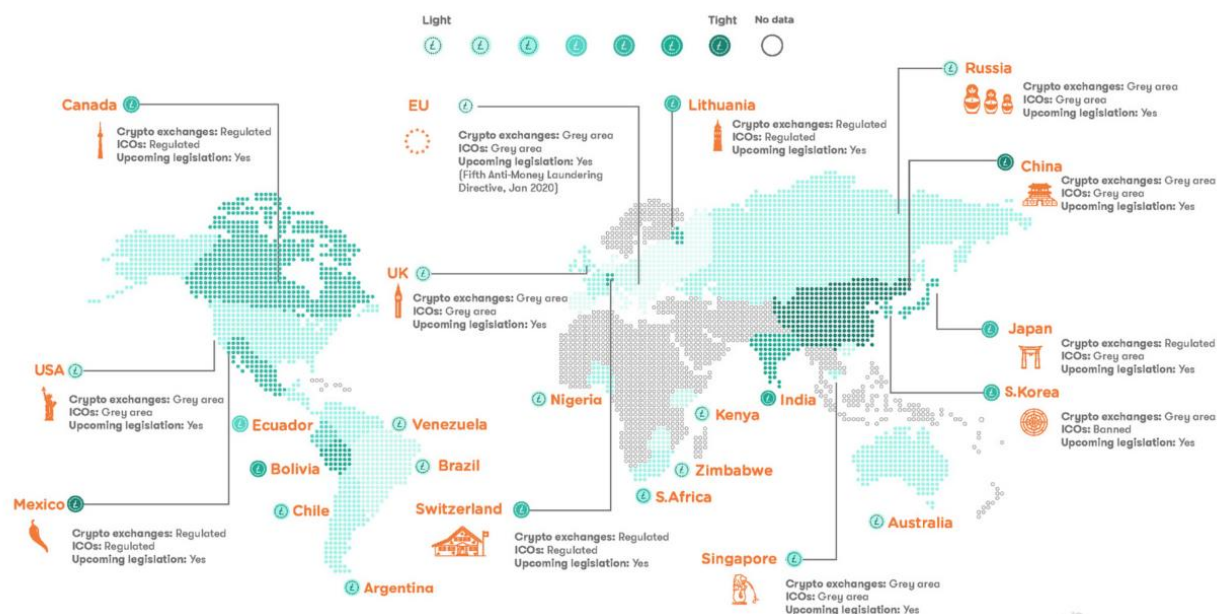 Light Tight No data
Russia
Crypto exchanges: Grey area
ICOs: Grey area
Upcoming legislation: Yes
Canada
Crypto exchanges: Regulated
ICOs: Regulated
Upcoming legislation: Yes
EU
Crypto exchanges: Grey area
ICOs: Grey area
Upcoming legislation: Yes
(Fifth Anti-Money Laundering
Directive, Jan 2020)
Lithuania
Crypto exchanges: Regulated
ICOs: Regulated
Upcoming legislation: Yes
China
Crypto exchanges: Grey area
ICOs: Grey area
Upcoming legislation: Yes
UK
Crypto exchanges: Grey area
ICOs: Grey area
Upcoming legislation: Yes
Japan
Crypto exchanges: Regulated
ICOs: Grey area
Upcoming legislation: Yes
USA
Crypto exchanges: Grey area
ICOs: Grey area
Upcoming legislation: Yes
S.Korea
Crypto exchanges: Grey area
ICOs: Banned
Upcoming legislation: Yes
Nigeria
India
Kenya
Ecuador
Venezuela
Bolivia
Brazil
Zimbabwe
S.Africa
Mexico
Crypto exchanges: Regulated
ICOs: Regulated
Upcoming legislation: Yes
Chile
Switzerland
Crypto exchanges: Regulated
ICOs: Regulated
Upcoming legislation: Yes
Australia
Singapore
Crypto exchanges: Grey area
ICOs: Grey area
Upcoming legislation: Yes
Argentina